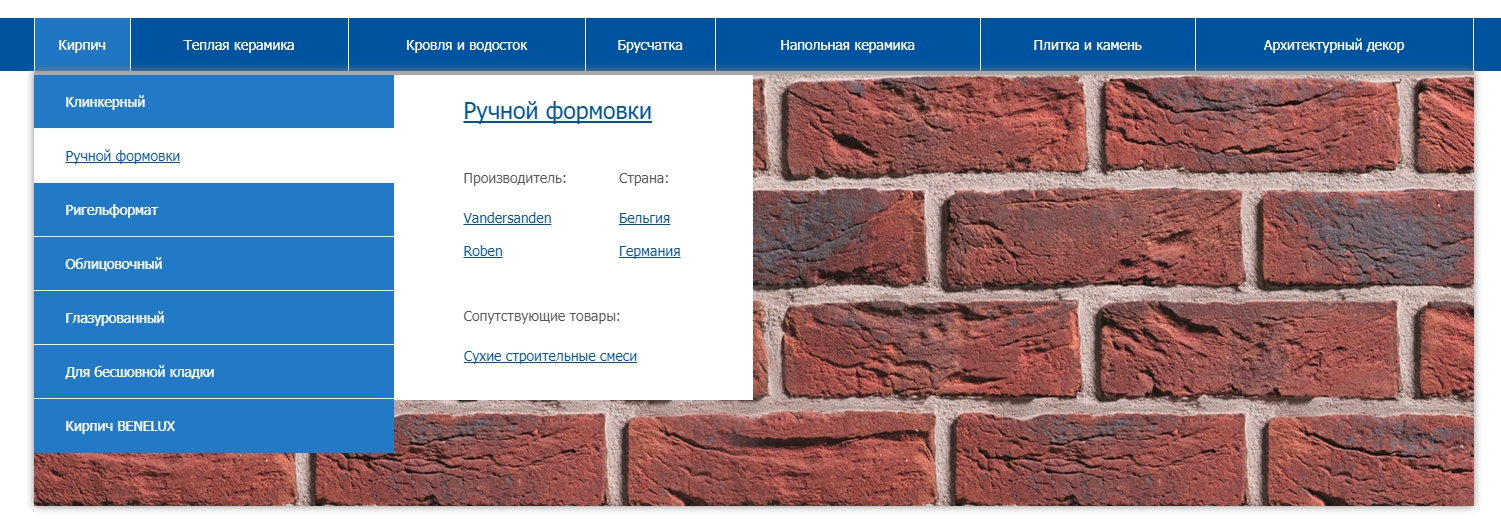 Кирпич Теплая керамика Кровля и водосток Брусчатка Напольная керамика Плитка и камень Архитектурный декор
Клинкерный
Ручной формовки
Ригельформат
Облицовочный
Глазурованный
Для бесшовной кладки
Кирпич BENELUX
Ручной формовки
Производитель: Страна:
Vandersanden Бельгия
Roben Германия
Сопутствующие товары:
Сухие строительные смеси